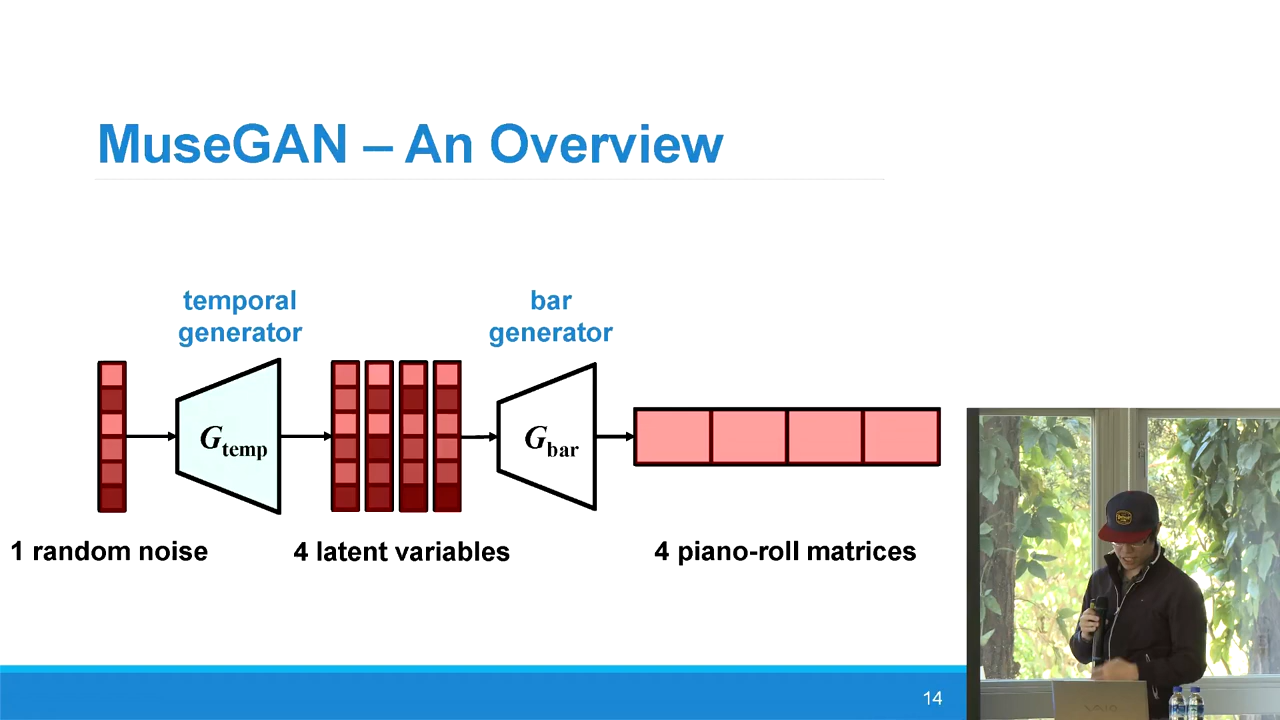 MuseGAN – An Overview
temporal
generator
bar
generator
G_temp
G_bar
1 random noise
4 latent variables
4 piano-roll matrices
14
VAIO